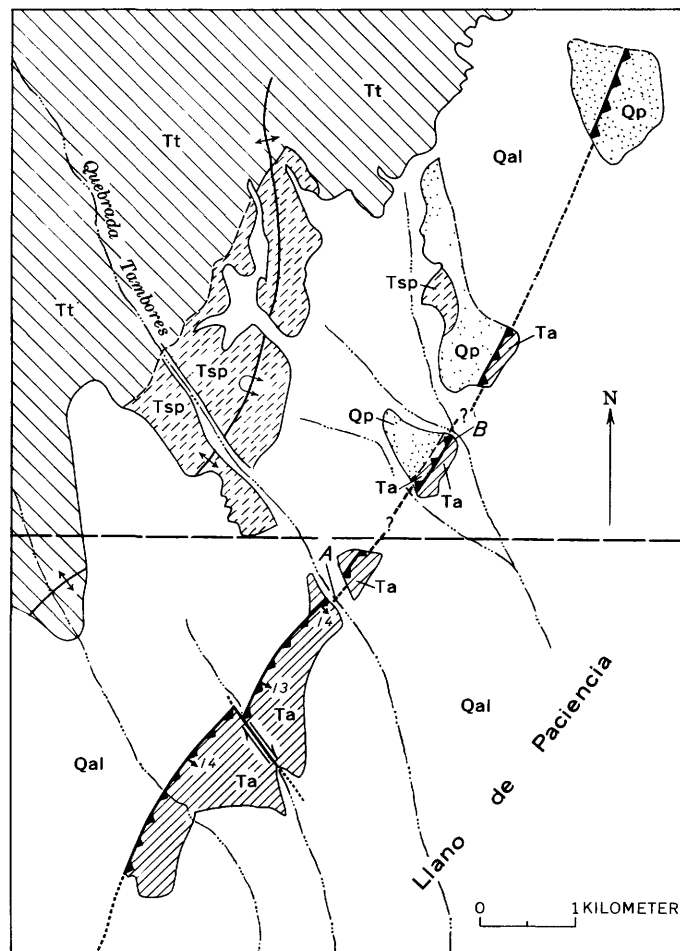 Tt
Qp
Tt
Qal
Quebrada Tambores
Tsp
Tt
Ta
Tsp
Qp
Tsp
Qp
?
B
N
Ta
Ta
?
A
Ta
14
13
Ta
Qal
Qal
14
Ta
Llano de Paciencia
0 1 KILOMETER